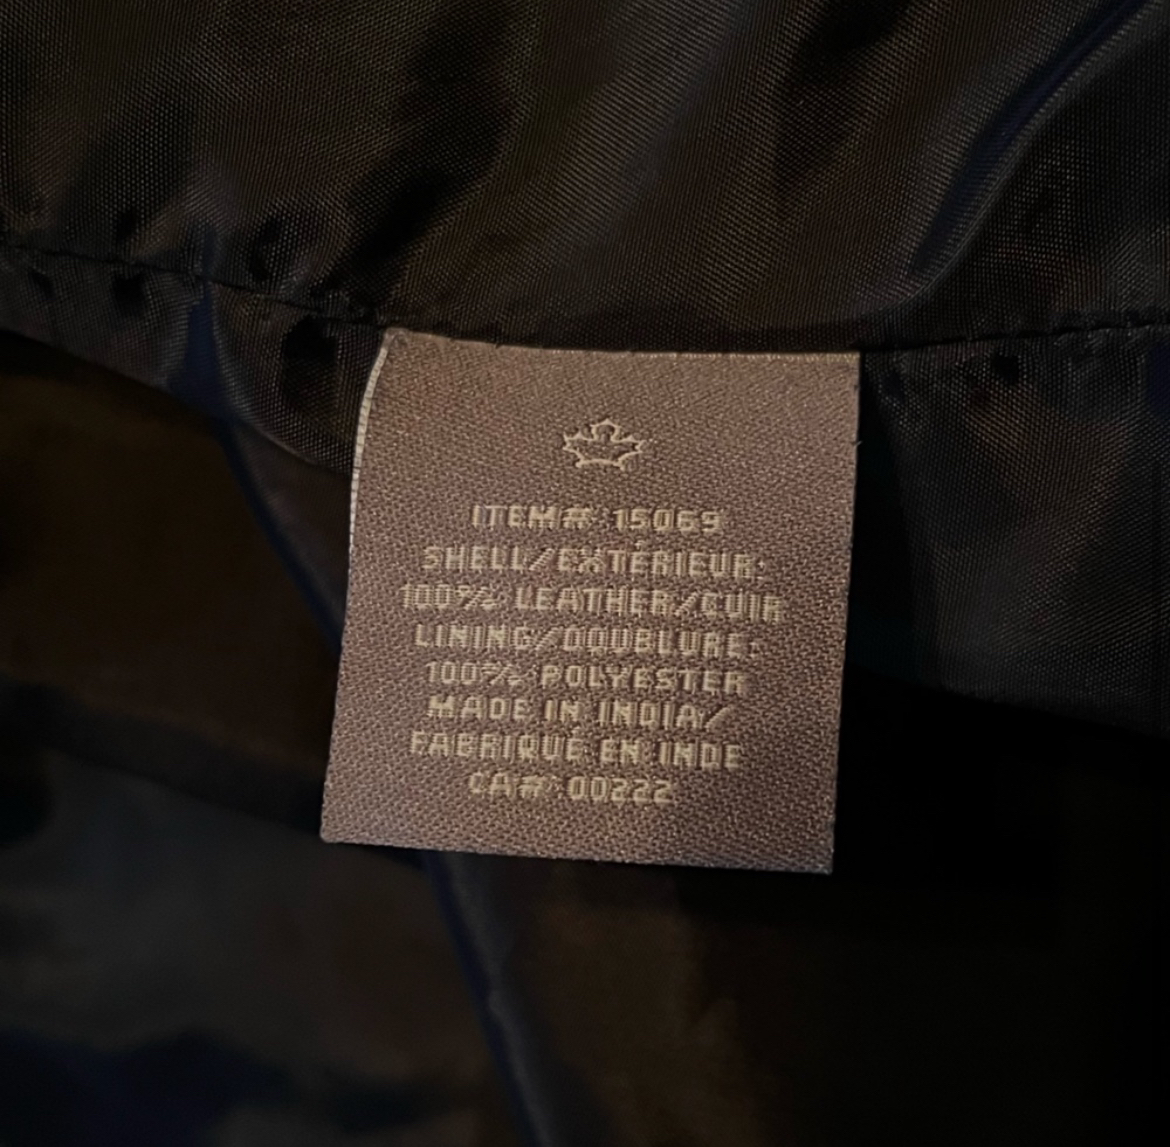 ITEM# 15069
SHELL/EXTÉRIEUR:
100% LEATHER/CUIR
LINING/DOUBLURE:
100% POLYESTER
MADE IN INDIA/
FABRIQUÉ EN INDE
CA# 00222